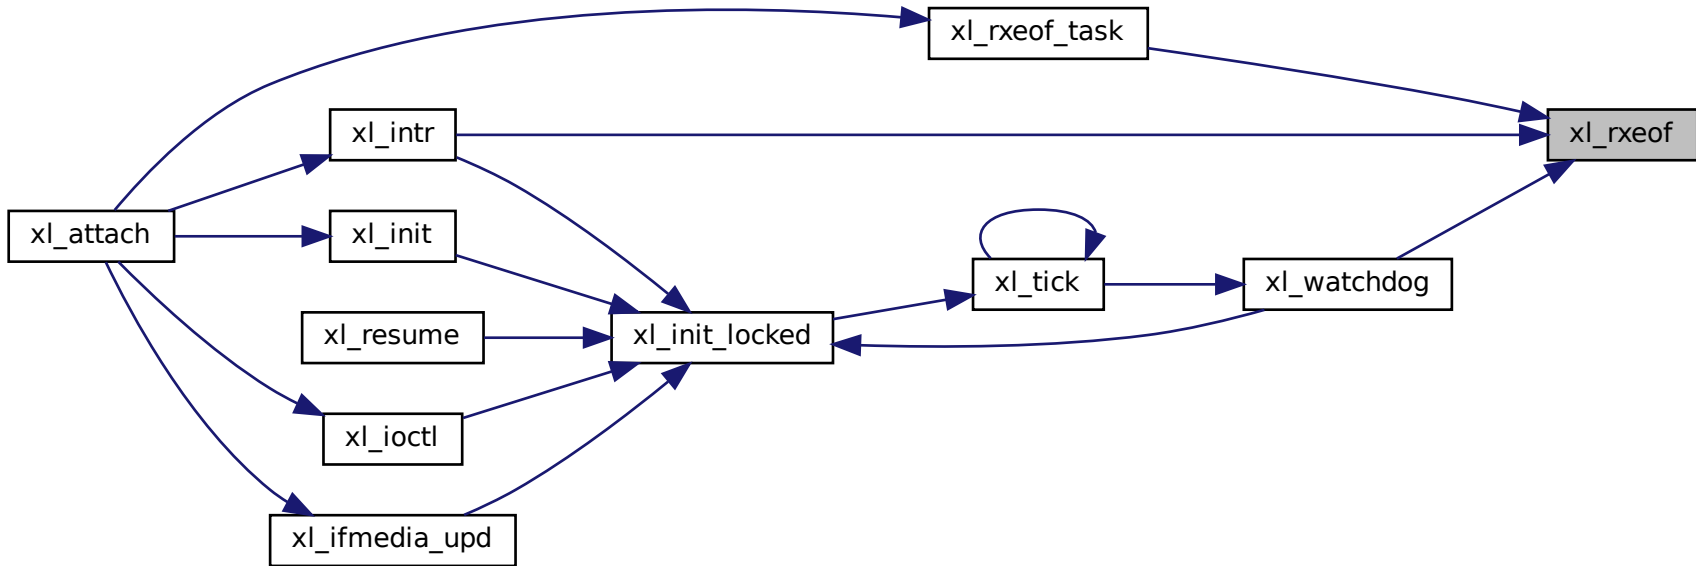 xl_rxeof_task
xl_intr
xl_rxeof
xl_attach
xl_init
xl_tick
xl_watchdog
xl_resume
xl_init_locked
xl_ioctl
xl_ifmedia_upd